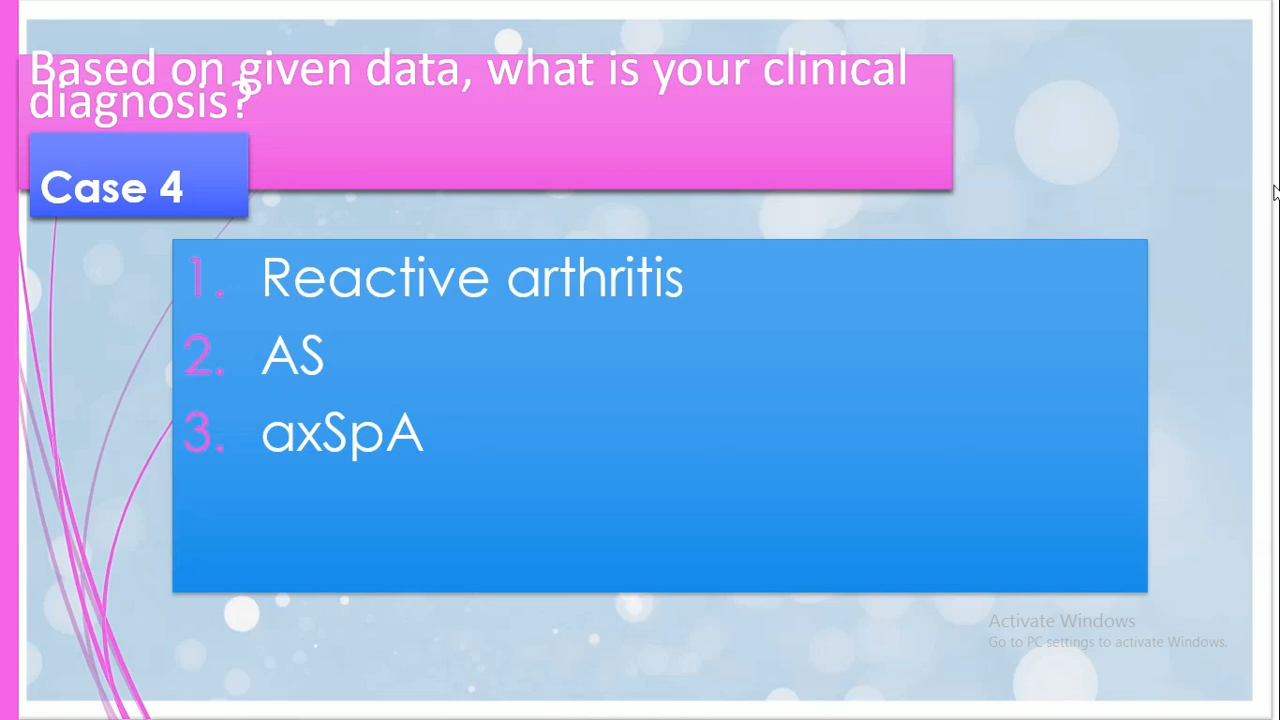 Based on given data, what is your clinical
diagnosis?
Case 4
1. Reactive arthritis
2. AS
3. axSpA
Activate Windows
Go to PC settings to activate Windows.